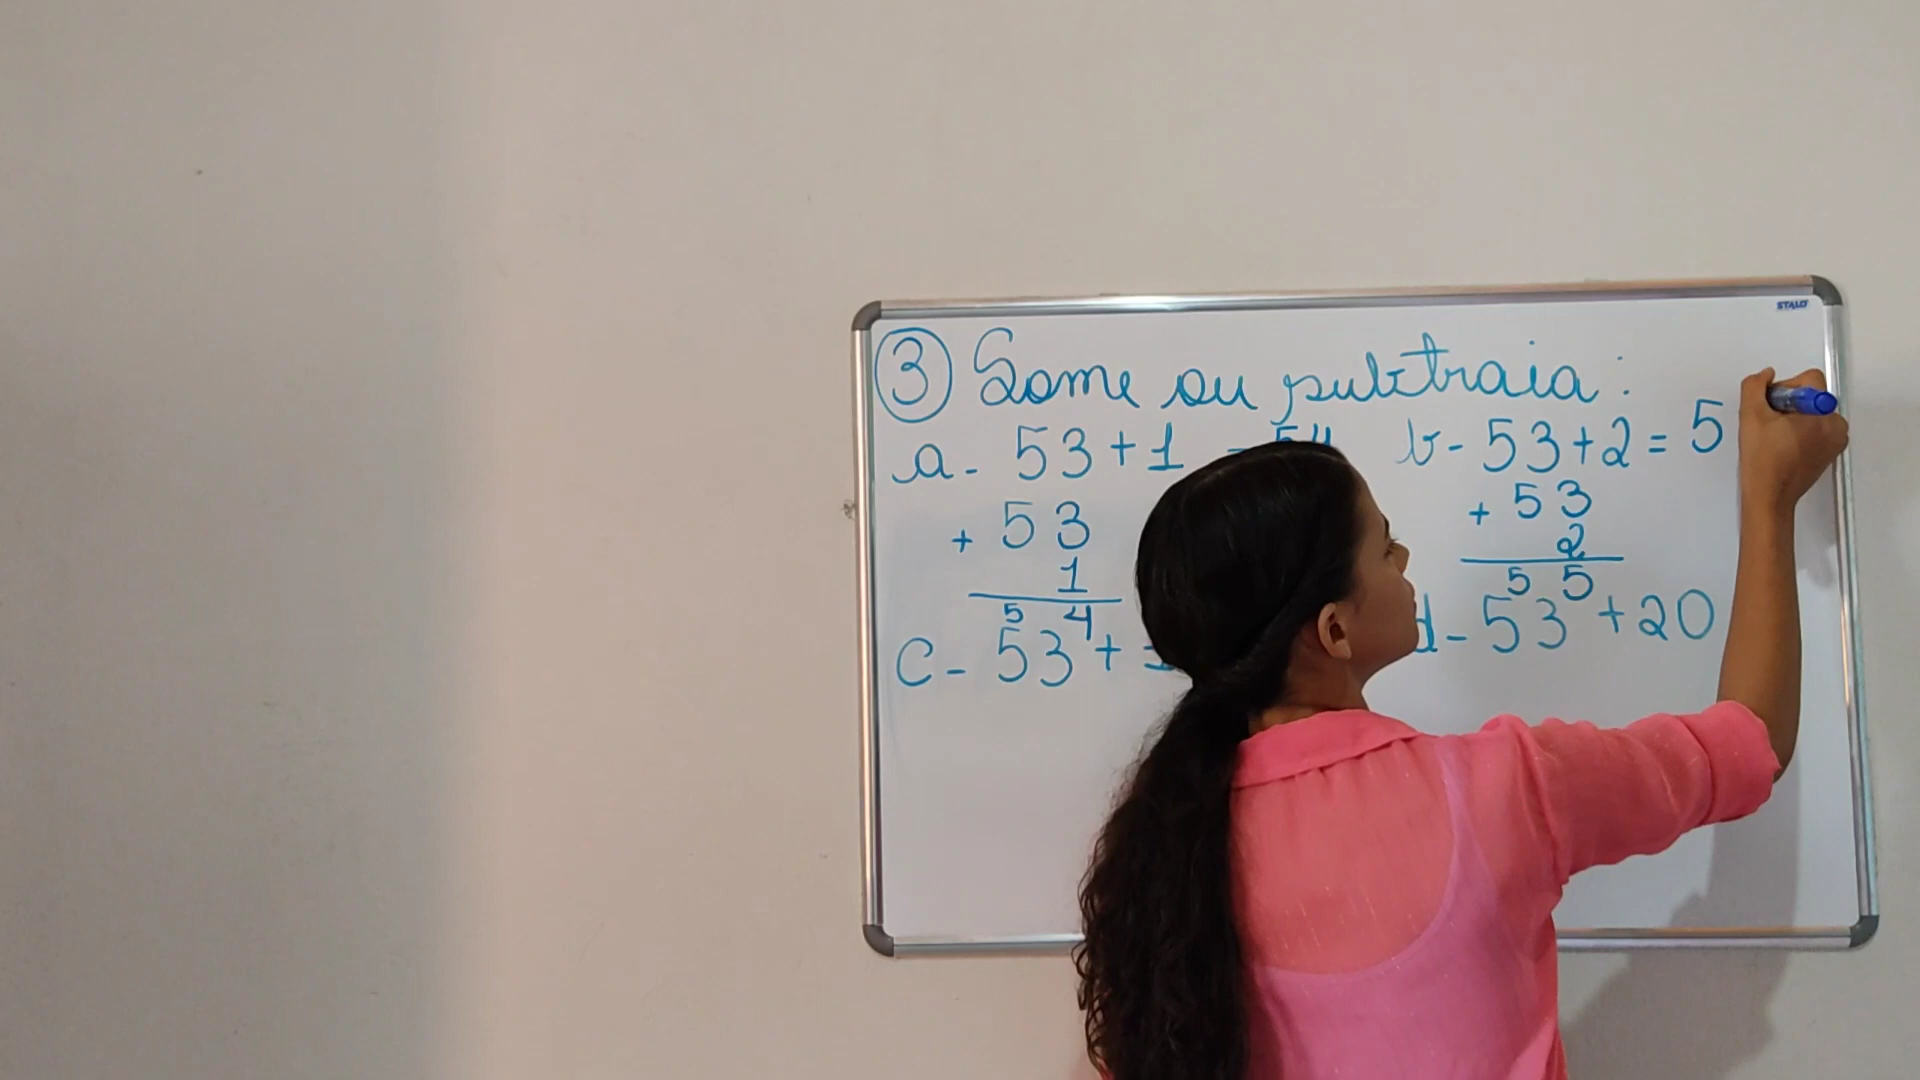 STALO
③ Some ou subtraia:
a- 53+1 = 54 b- 53+2 = 5
+ 53
1
5 4
+ 53
2
5 5
c- 53+ d- 53+20